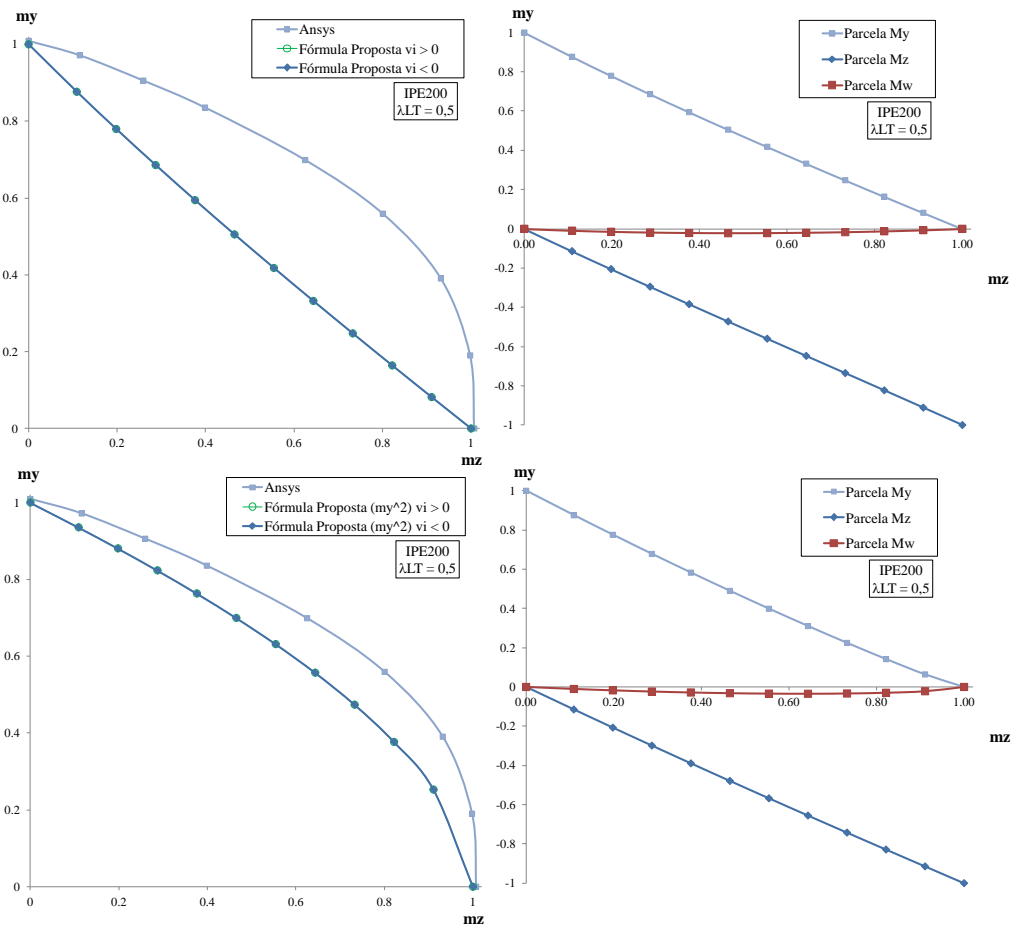 my
Ansys
Fórmula Proposta vi > 0
Fórmula Proposta vi < 0
IPE200
λLT = 0,5
1
0.8
0.6
0.4
0.2
0
0 0.2 0.4 0.6 0.8 1
mz
my
Parcela My
Parcela Mz
Parcela Mw
IPE200
λLT = 0,5
1
0.8
0.6
0.4
0.2
0
-0.2
-0.4
-0.6
-0.8
-1
0.00 0.20 0.40 0.60 0.80 1.00
mz
my
Ansys
Fórmula Proposta (my^2) vi > 0
Fórmula Proposta (my^2) vi < 0
IPE200
λLT = 0,5
1
0.8
0.6
0.4
0.2
0
0 0.2 0.4 0.6 0.8 1
mz
my
Parcela My
Parcela Mz
Parcela Mw
IPE200
λLT = 0,5
1
0.8
0.6
0.4
0.2
0
-0.2
-0.4
-0.6
-0.8
-1
0.00 0.20 0.40 0.60 0.80 1.00
mz